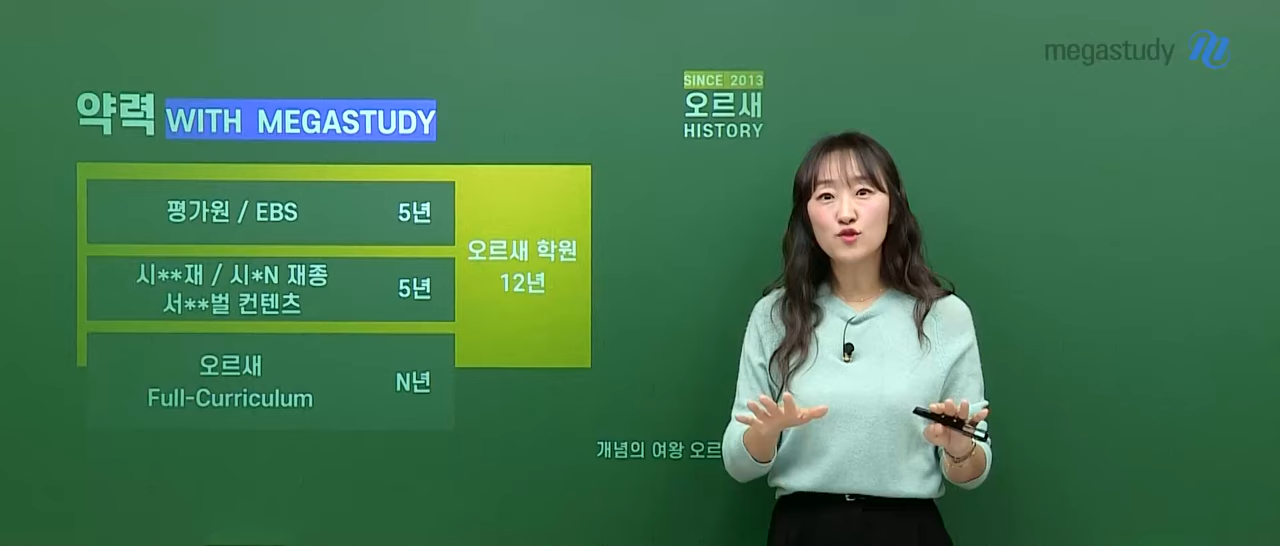 megastudy
약력 WITH MEGASTUDY
SINCE 2013
오르새
HISTORY
평가원 / EBS 5년
시**재 / 시*N 재종
서**벌 컨텐츠 5년
오르새 학원
12년
오르새
Full-Curriculum N년
개념의 여왕 오르